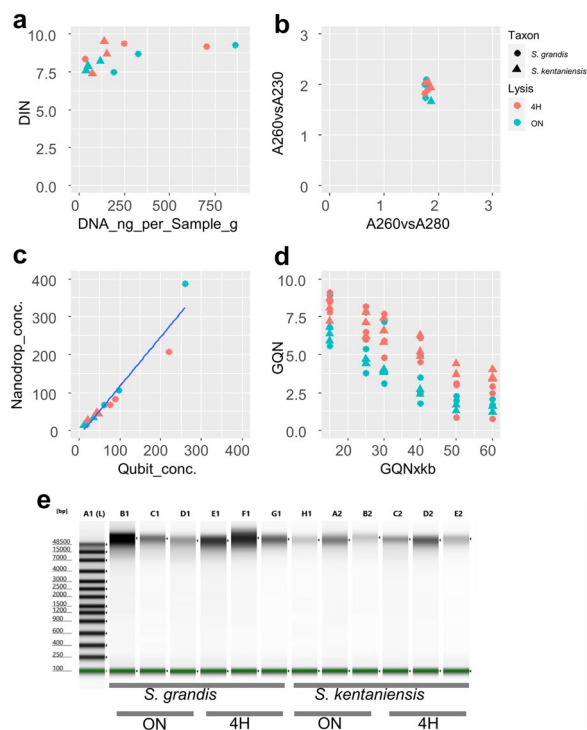 a
10.0
7.5
5.0
2.5
0.0
DIN
0 250 500 750
DNA_ng_per_Sample_g
b
3
2
1
0
A260vsA230
0 1 2 3
A260vsA280
Taxon
S. grandis
S. kentaniensis
Lysis
4H
ON
c
400
300
200
100
0
Nanodrop_conc.
0 100 200 300 400
Qubit_conc.
d
10.0
7.5
5.0
2.5
0.0
GQN
20 30 40 50 60
GQNxkb
e
[bp] A1 (L) B1 C1 D1 E1 F1 G1 H1 A2 B2 C2 D2 E2
48500
15000
7000
4000
3000
2500
2000
1500
1200
900
600
400
250
100
S. grandis S. kentaniensis
ON 4H ON 4H